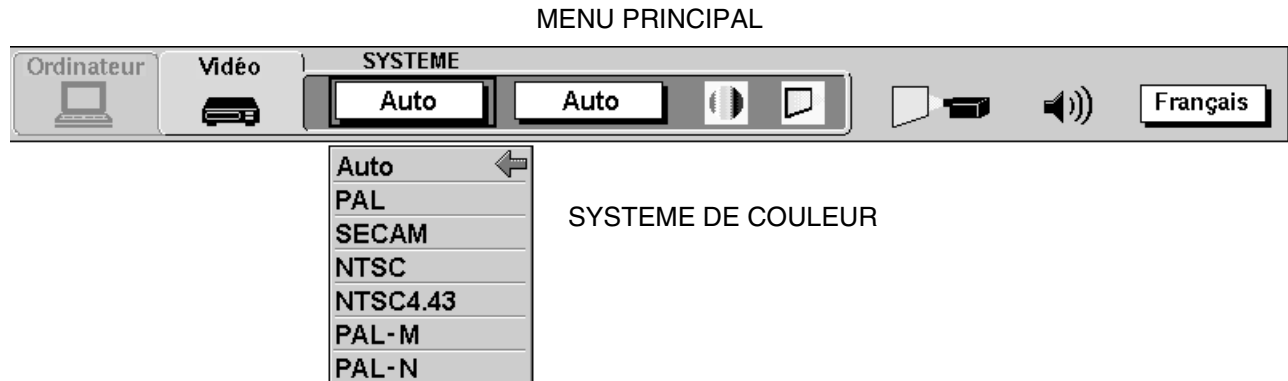 MENU PRINCIPAL
Ordinateur Vidéo SYSTEME
Auto Auto Français
Auto
PAL
SECAM
NTSC
NTSC4.43
PAL-M
PAL-N
SYSTEME DE COULEUR